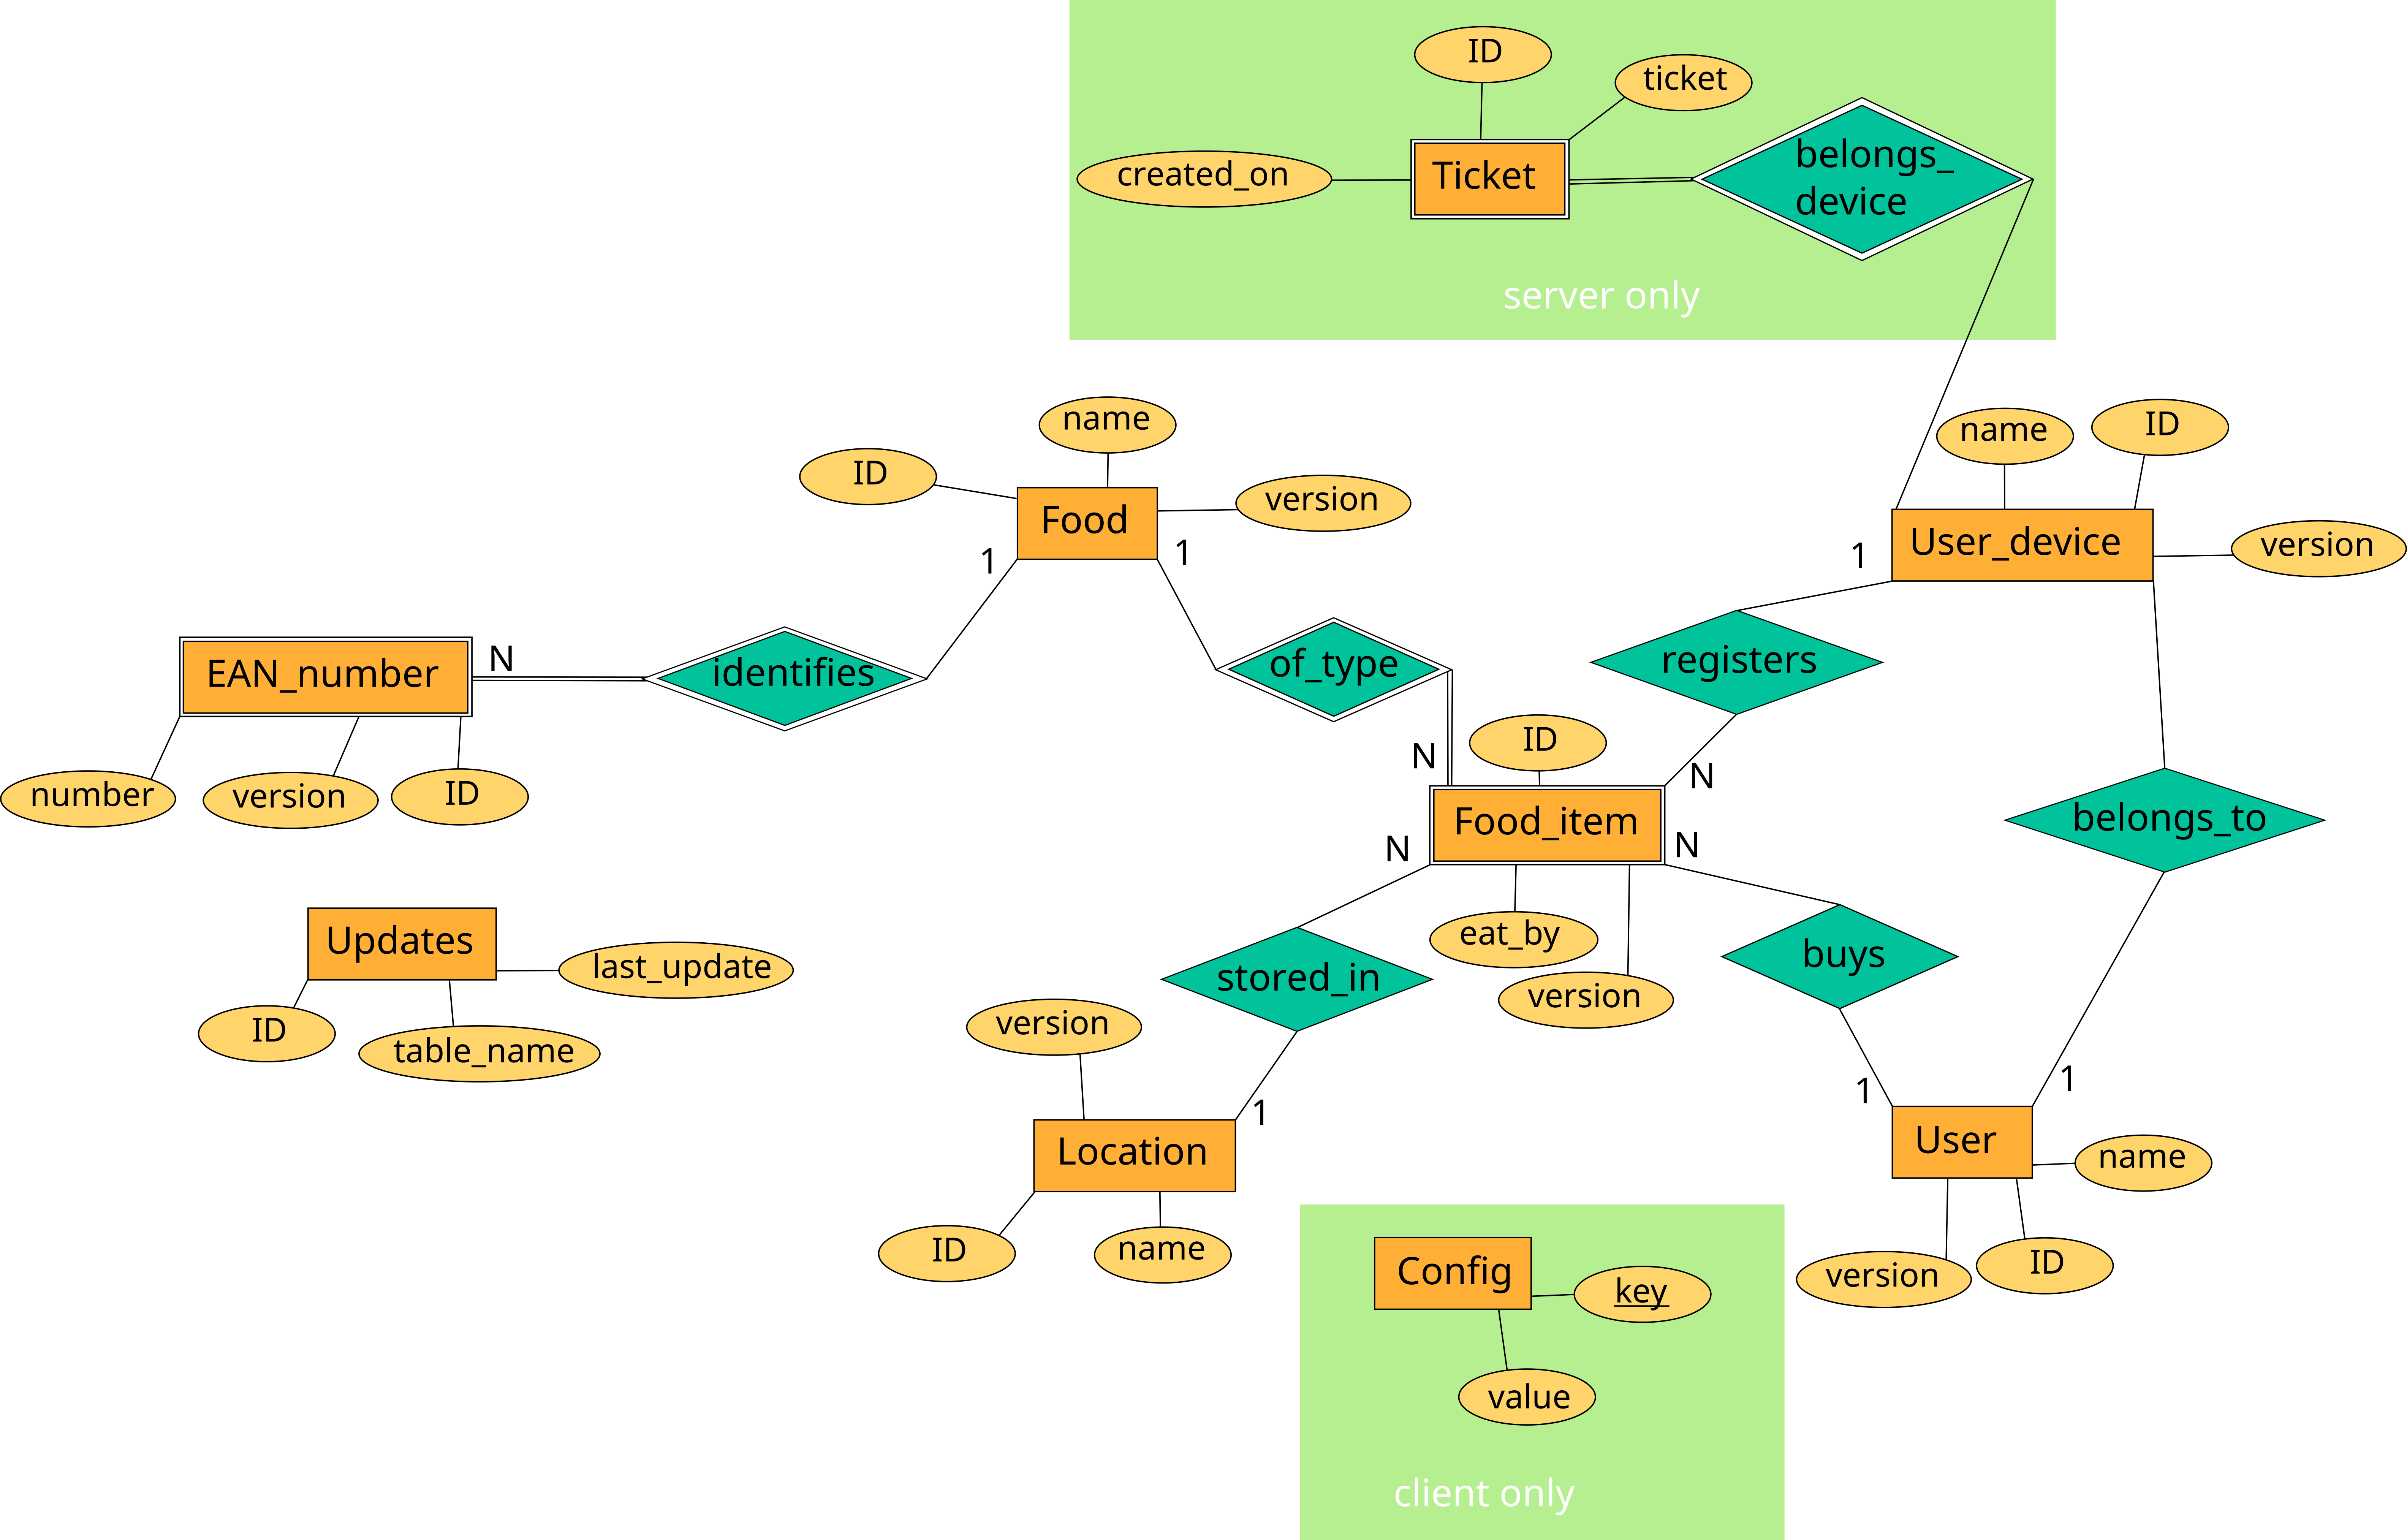 ID
ticket
created_on
Ticket
belongs_
device
server only
name
ID
version
Food
1
1
name
ID
version
User_device
1
EAN_number
N
identifies
of_type
registers
number
version
ID
N
ID
N
Food_item
N
N
belongs_to
eat_by
version
stored_in
buys
Updates
last_update
ID
table_name
version
1
Location
ID
name
1
1
User
name
version
ID
Config
key
value
client only